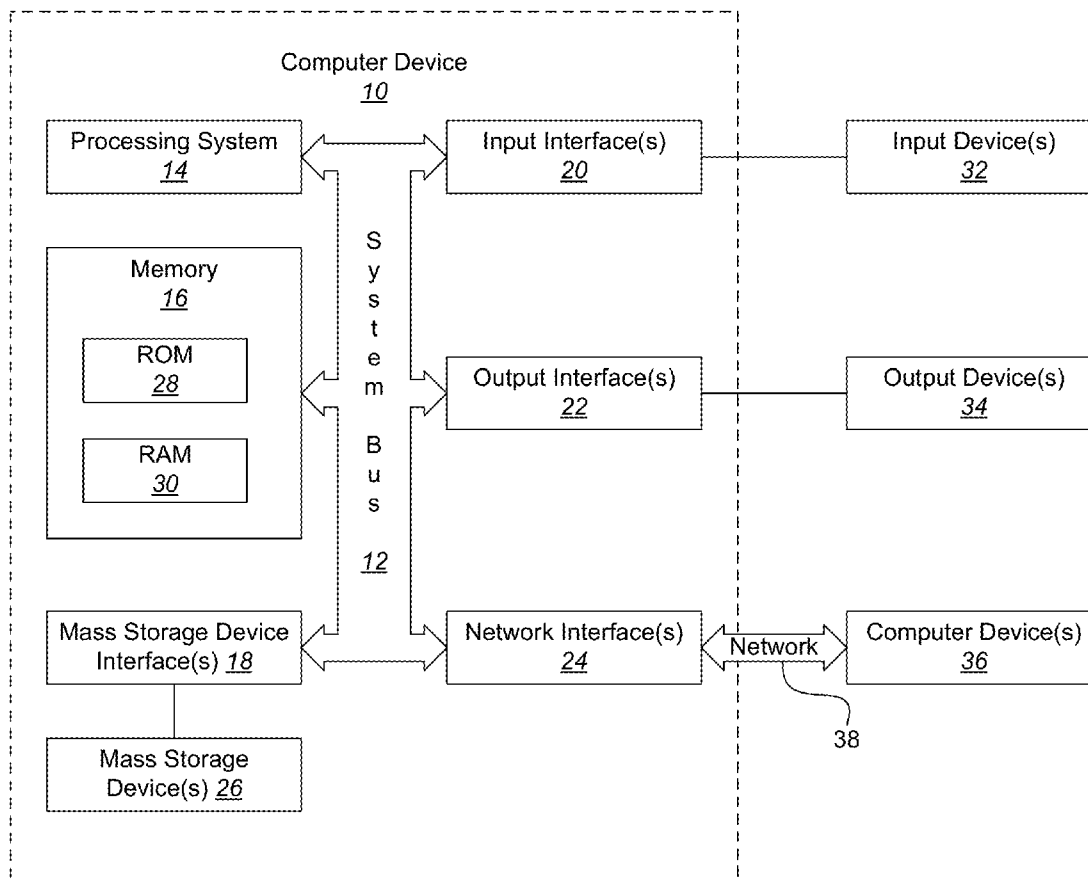 Computer Device
10
Processing System
14
Input Interface(s)
20
Input Device(s)
32
Memory
16
ROM
28
RAM
30
System Bus 12
Output Interface(s)
22
Output Device(s)
34
Mass Storage Device
Interface(s) 18
Network Interface(s)
24
Network
38
Computer Device(s)
36
Mass Storage
Device(s) 26